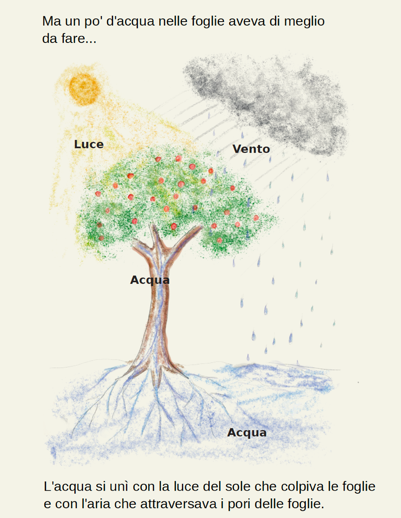 Ma un po' d'acqua nelle foglie aveva di meglio
da fare...
Luce
Vento
Acqua
Acqua
L'acqua si unì con la luce del sole che colpiva le foglie
e con l'aria che attraversava i pori delle foglie.